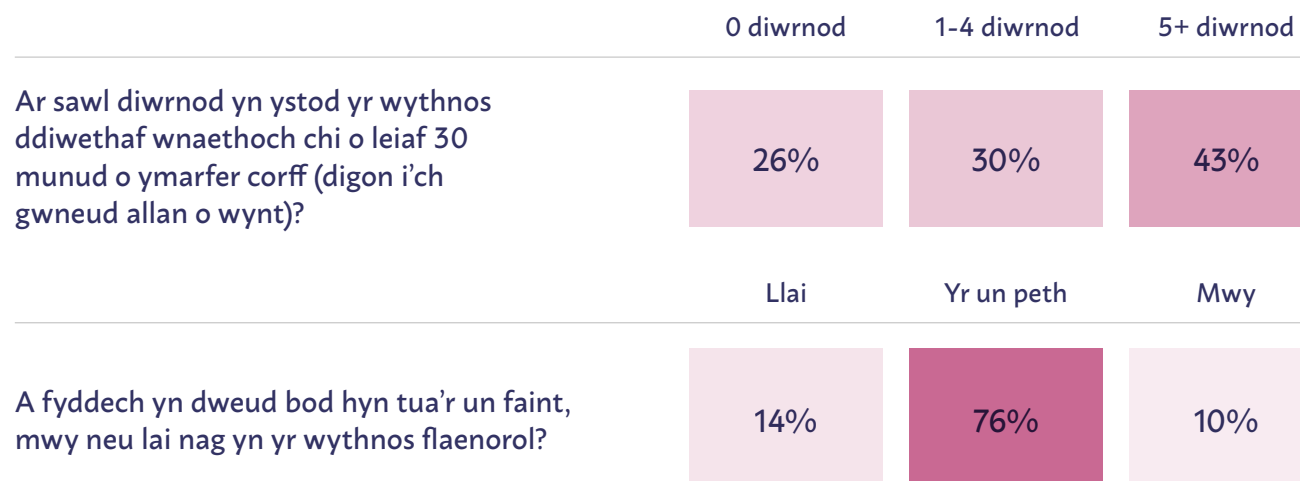 0 diwrnod 1-4 diwrnod 5+ diwrnod
Ar sawl diwrnod yn ystod yr wythnos
ddiwethaf wnaethoch chi o leiaf 30
munud o ymarfer corff (digon i'ch
gwneud allan o wynt)?
26% 30% 43%
Llai Yr un peth Mwy
A fyddech yn dweud bod hyn tua'r un faint,
mwy neu lai nag yn yr wythnos flaenorol?
14% 76% 10%